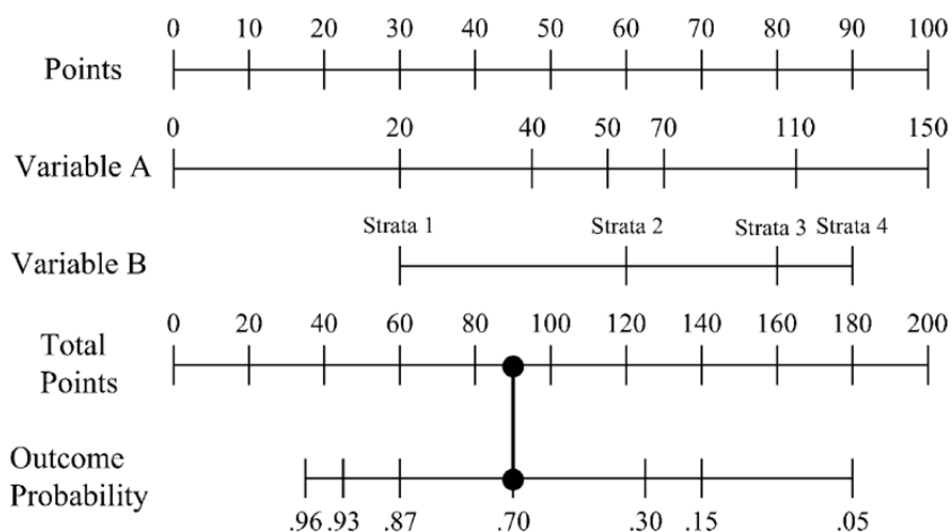 0 10 20 30 40 50 60 70 80 90 100
Points
0 20 40 50 70 110 150
Variable A
Strata 1 Strata 2 Strata 3 Strata 4
Variable B
0 20 40 60 80 100 120 140 160 180 200
Total
Points
Outcome
Probability
.96 .93 .87 .70 .30 .15 .05